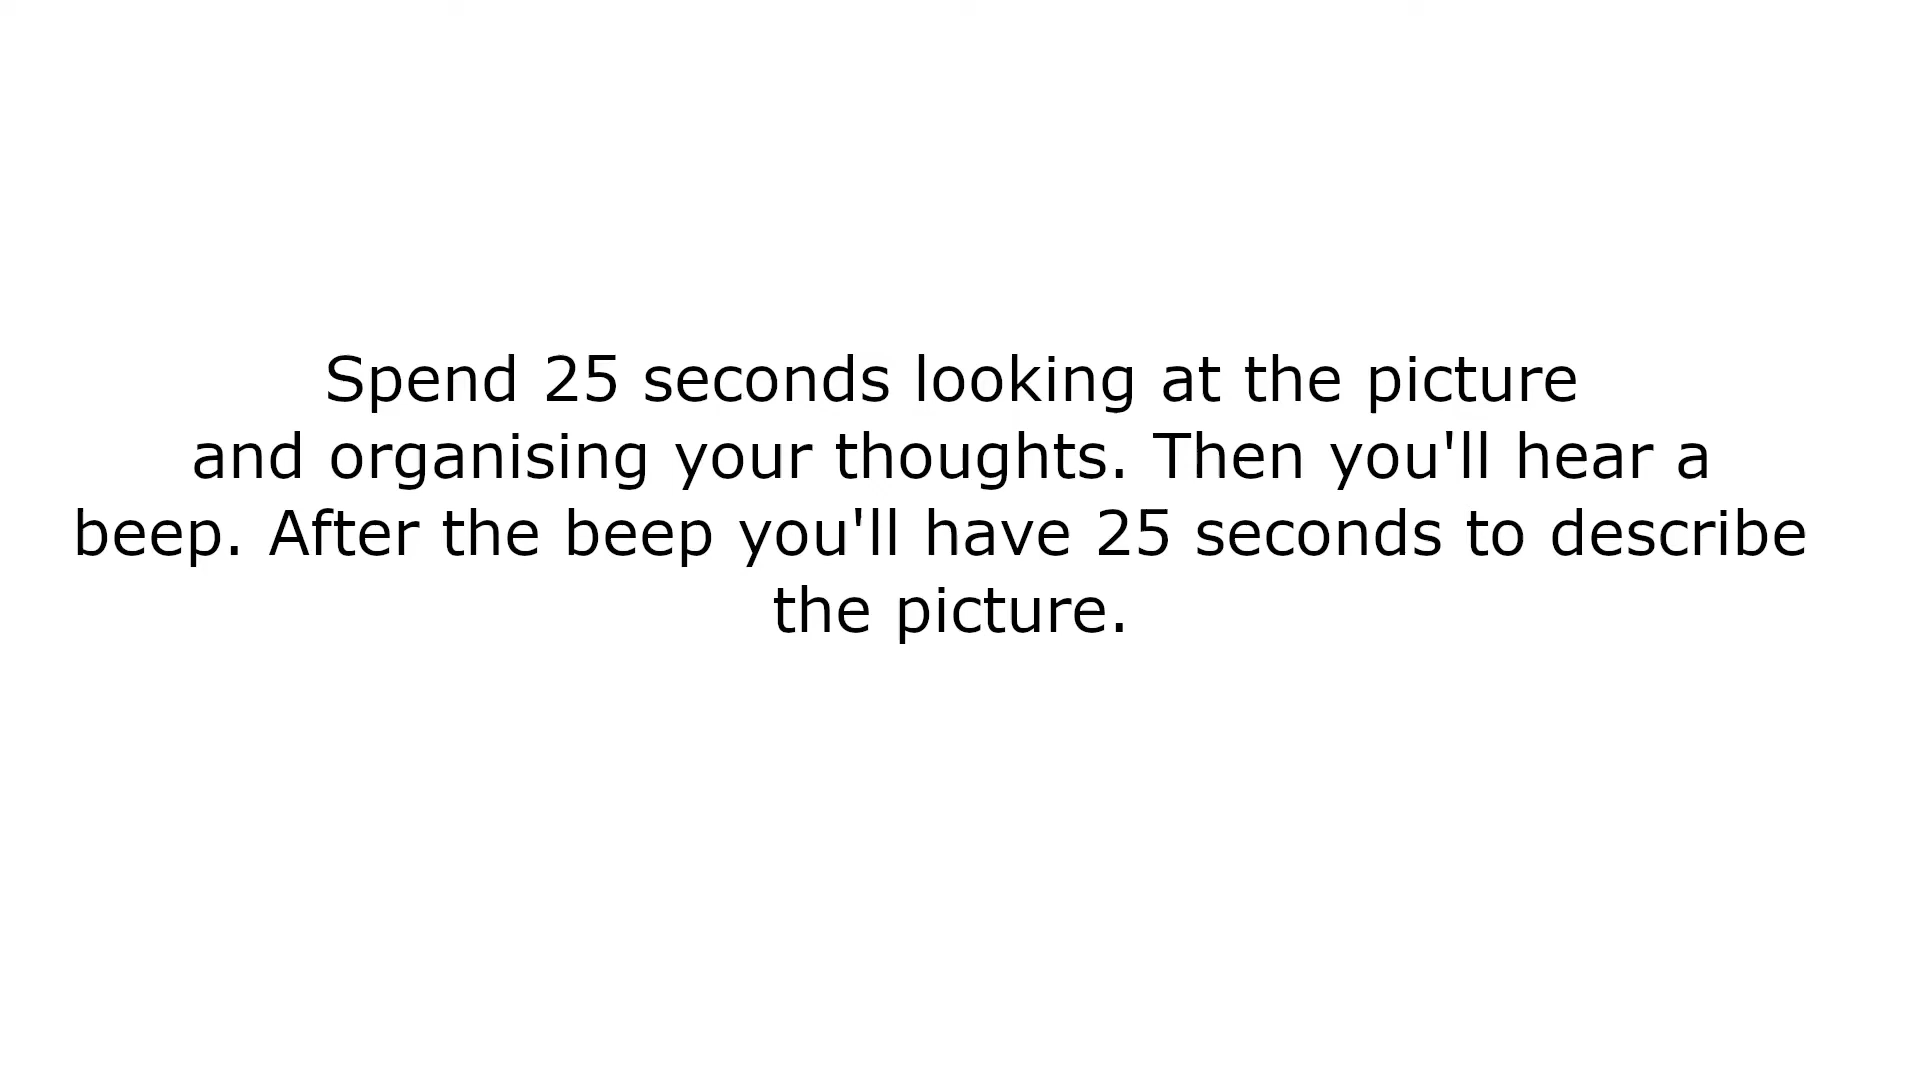 Spend 25 seconds looking at the picture
and organising your thoughts. Then you'll hear a
beep. After the beep you'll have 25 seconds to describe
the picture.